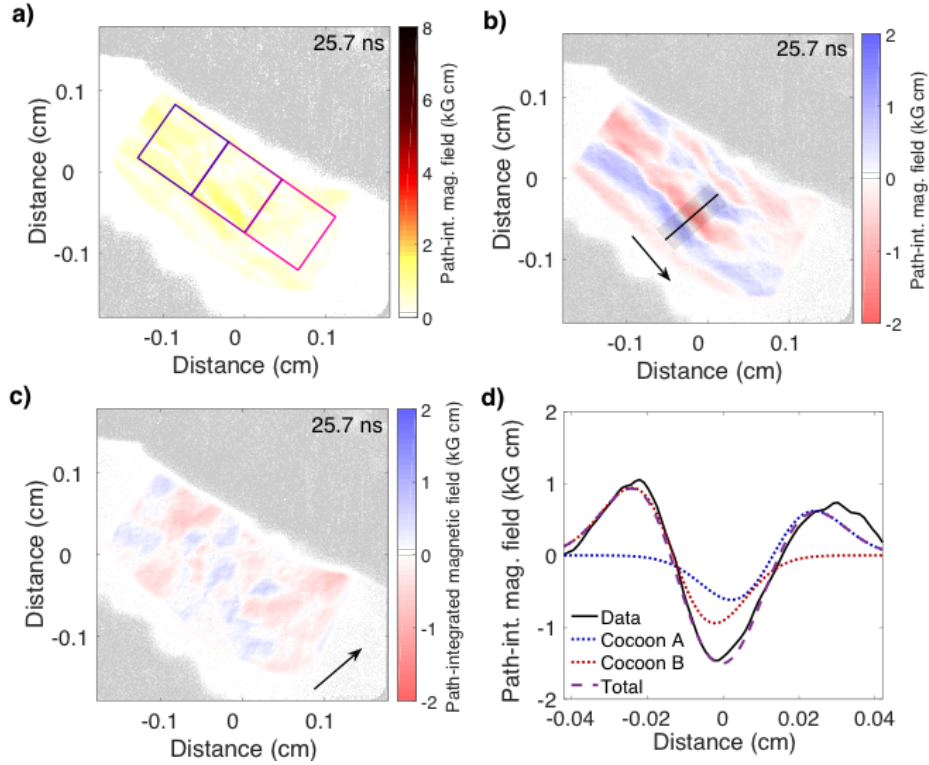 a)
25.7 ns
0.1
0
-0.1
-0.1 0 0.1
Distance (cm)
Distance (cm)
8
6
4
2
0
Path-int. mag. field (kG cm)
b)
25.7 ns
0.1
0
-0.1
-0.1 0 0.1
Distance (cm)
Distance (cm)
2
1
0
-1
-2
Path-int. mag. field (kG cm)
c)
25.7 ns
0.1
0
-0.1
-0.1 0 0.1
Distance (cm)
Distance (cm)
2
1
0
-1
-2
Path-integrated magnetic field (kG cm)
d)
2
1
0
-1
-2
Path-int. mag. field (kG cm)
Data
Cocoon A
Cocoon B
Total
-0.04 -0.02 0 0.02 0.04
Distance (cm)